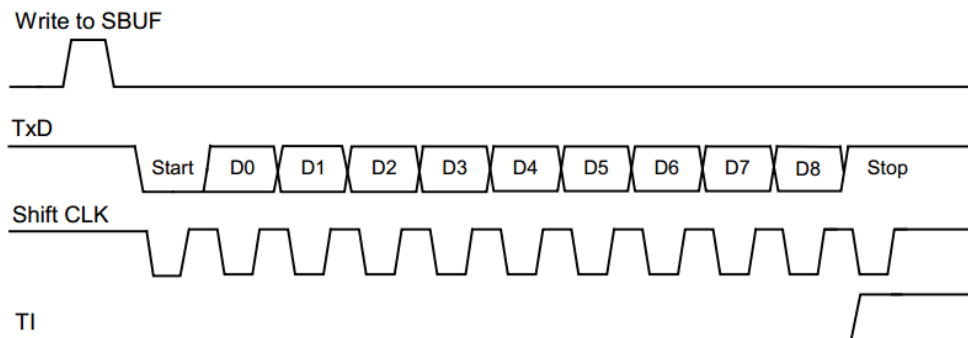 Write to SBUF
TxD
Start D0 D1 D2 D3 D4 D5 D6 D7 D8 Stop
Shift CLK
TI